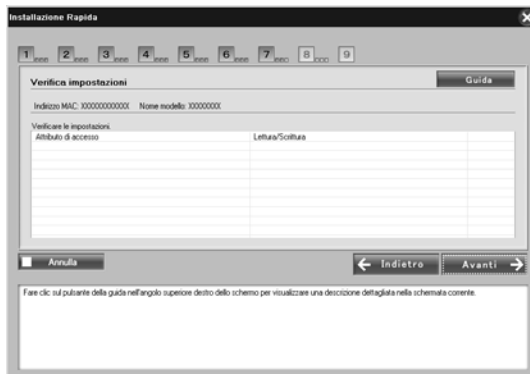 Installazione Rapida
1 2 3 4 5 6 7 8 9
Verifica impostazioni Guida
Indirizzo MAC: XXXXXXXXXXXX Nome modello: XXXXXXXX
Verificare le impostazioni.
Attributo di accesso Lettura/Scrittura
Annulla Indietro Avanti
Fare clic sul pulsante della guida nell'angolo superiore destro dello schermo per visualizzare una descrizione dettagliata nella schermata corrente.